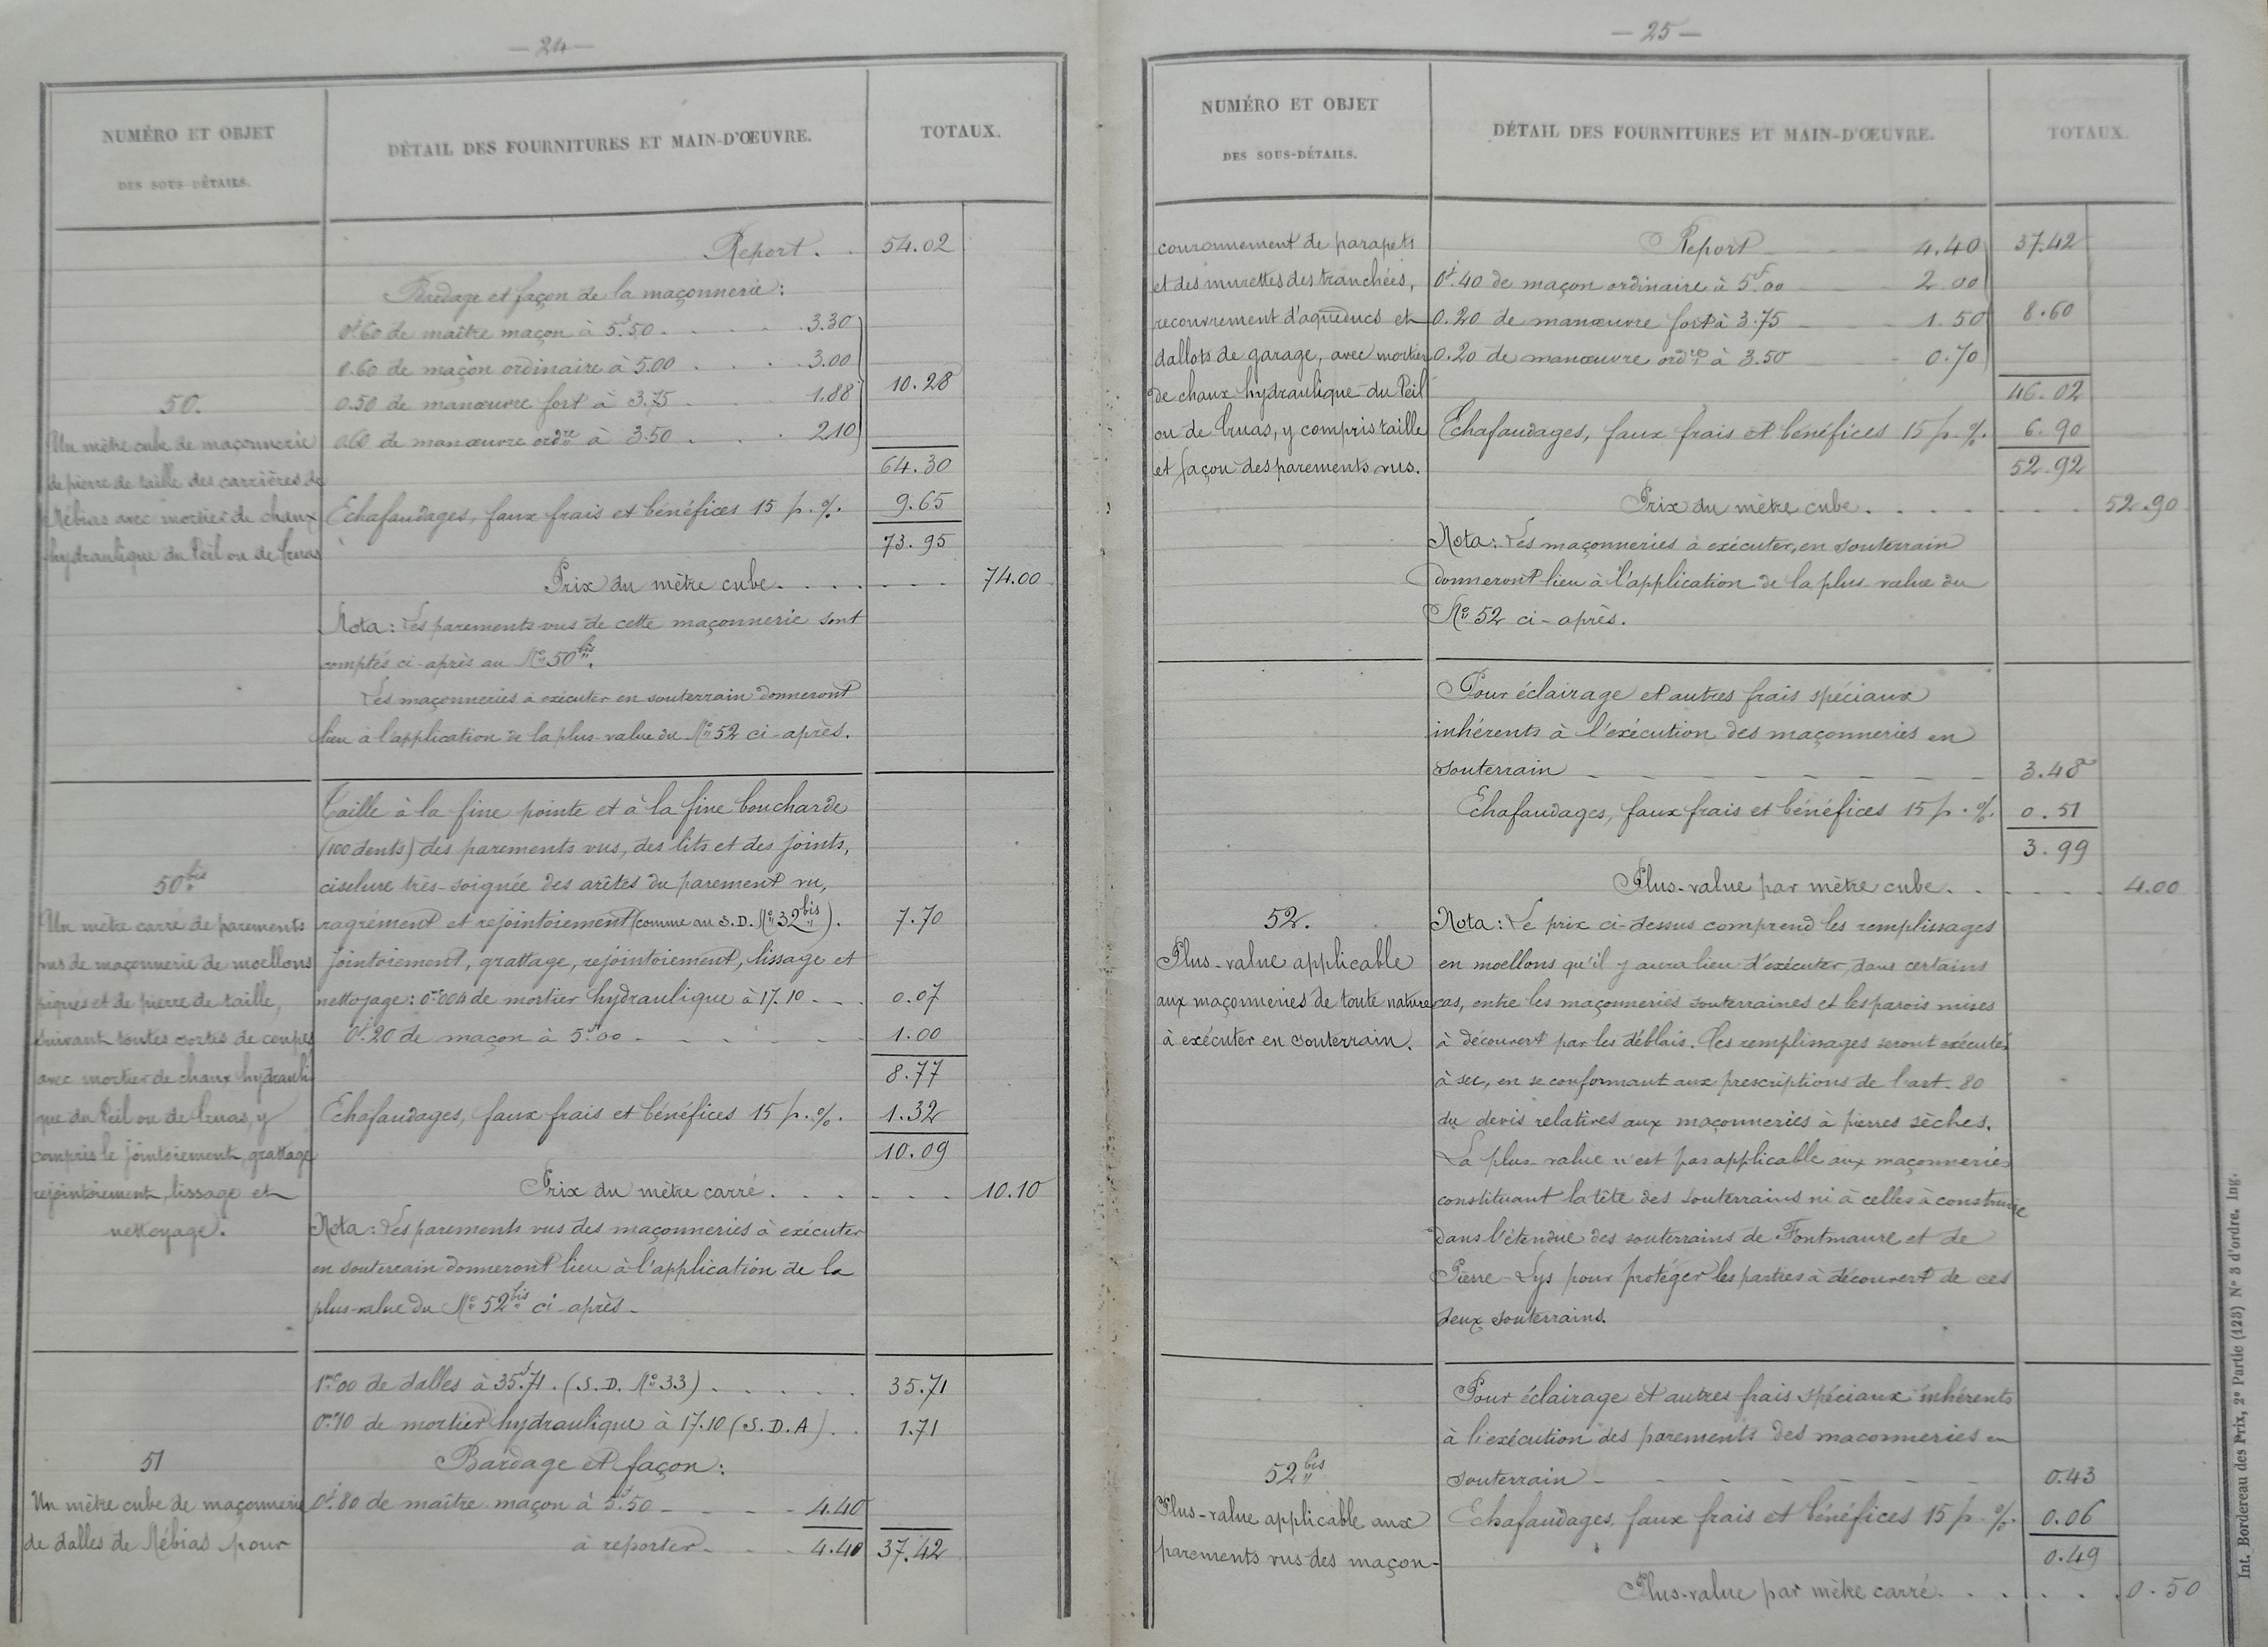 — 24 —
NUMÉRO ET OBJET
DES SOUS-DÉTAILS.
DÉTAIL DES FOURNITURES ET MAIN-D'ŒUVRE.
TOTAUX.
Report . . 54.02
Bardage et façon de la maçonnerie :
0j.60 de maître maçon à 5f.50 . . . . 3.30
0.60 de maçon ordinaire à 5.00 . . . . 3.00
0.50 de manœuvre fort à 3.75 . . . 1.88
10.28
0.60 de manœuvre ordre à 3.50 . . . . 2.10
64.30
Echafaudages, faux frais et bénéfices 15 p. %. 9.65
73.95
Prix du mètre cube . . . . 74.00
Nota : Les parements vus de cette maçonnerie sont
comptés ci-après au No 50bis.
Les maçonneries à exécuter en souterrain donneront
lieu à l'application de la plus-value du No 52 ci-après.
50.
Un mètre cube de maçonnerie
de pierre de taille des carrières de
Nébias avec mortier de chaux
hydraulique du Teil ou de Cruas
Taille à la fine pointe et à la fine boucharde
(100 dents) des parements vus, des lits et des joints,
ciselure très-soignée des arêtes du parement vu,
ragrément et rejointoiement (comme au S.D. No 32bis). 7.70
jointoiement, grattage, rejointoiement, lissage et
nettoyage : 0mc004 de mortier hydraulique à 17.10 . . . 0.07
0j.20 de maçon à 5f.00 - - - - - 1.00
8.77
Echafaudages, faux frais et bénéfices 15 p. %. 1.32
10.09
Prix du mètre carré . . . . . 10.10
Nota : Les parements vus des maçonneries à exécuter
en souterrain donneront lieu à l'application de la
plus-value du No 52bis ci-après -
50bis
Un mètre carré de parements
vus de maçonnerie de moellons
piqués et de pierre de taille,
suivant toutes sortes de coupes
avec mortier de chaux hydrauli-
que du Teil ou de Cruas, y
compris le jointoiement, grattage
rejointoiement, lissage et
nettoyage.
1mc00 de dalles à 35f.71 . (S.D. No 33) . . . . . 35.71
0mc10 de mortier hydraulique à 17.10 (S.D.A) . . 1.71
Bardage et façon :
0j.80 de maître maçon à 5f.50 - - - - 4.40
à reporter . . . 4.40 37.42
51
Un mètre cube de maçonnerie
de dalles de Nébias pour
— 25 —
NUMÉRO ET OBJET
DES SOUS-DÉTAILS.
DÉTAIL DES FOURNITURES ET MAIN-D'ŒUVRE.
TOTAUX.
couronnement de parapets
et des murettes des tranchées,
recouvrement d'aqueducs et
dallots de garage, avec mortier
de chaux hydraulique du Teil
ou de Cruas, y compris taille
et façon des parements vus.
Report - - - 4.40 37.42
0j.40 de maçon ordinaire à 5f.00 - - 2.00
0.20 de manœuvre fort à 3.75 - - - 1.50
8.60
0.20 de manœuvre ordre à 3.50 - - 0.70
46.02
Echafaudages, faux frais et bénéfices 15 p. %. 6.90
52.92
Prix du mètre cube . . . . . 52.90
Nota : Les maçonneries à exécuter, en souterrain
donneront lieu à l'application de la plus-value du
No 52 ci-après.
Pour éclairage et autres frais spéciaux
inhérents à l'exécution des maçonneries en
souterrain - - - - - - - 3.48
Echafaudages, faux frais et bénéfices 15 p. %. 0.51
3.99
Plus-value par mètre cube . . . . . 4.00
52.
Plus-value applicable
aux maçonneries de toute nature
à exécuter en souterrain.
Nota : Le prix ci-dessus comprend les remplissages
en moellons qu'il y aura lieu d'exécuter, dans certains
cas, entre les maçonneries souterraines et les parois mises
à découvert par les déblais. Ces remplissages seront exécutés
à sec, en se conformant aux prescriptions de l'art. 80
du devis relatives aux maçonneries à pierres sèches.
La plus-value n'est pas applicable aux maçonneries
constituant la tête des souterrains ni à celles à construire
dans l'étendue des souterrains de Fontmaure et de
Pierre-Lys pour protéger les parties à découvert de ces
deux souterrains.
Pour éclairage et autres frais spéciaux inhérents
à l'exécution des parements des maçonneries en
souterrain - - - - - - - 0.43
Echafaudages, faux frais et bénéfices 15 p. %. 0.06
0.49
Plus-value par mètre carré . . . . . 0.50
52bis
Plus-value applicable aux
parements vus des maçon-
Int. Bordereau des Prix, 2e Partie (123) N° 3 d'ordre. Ing.